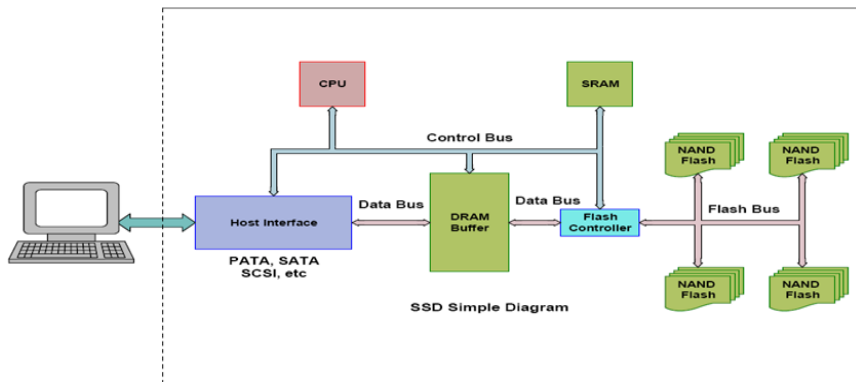 CPU
SRAM
Control Bus
NAND
Flash
NAND
Flash
Host Interface
Data Bus
DRAM
Buffer
Data Bus
Flash
Controller
Flash Bus
PATA, SATA
SCSI, etc
NAND
Flash
NAND
Flash
SSD Simple Diagram